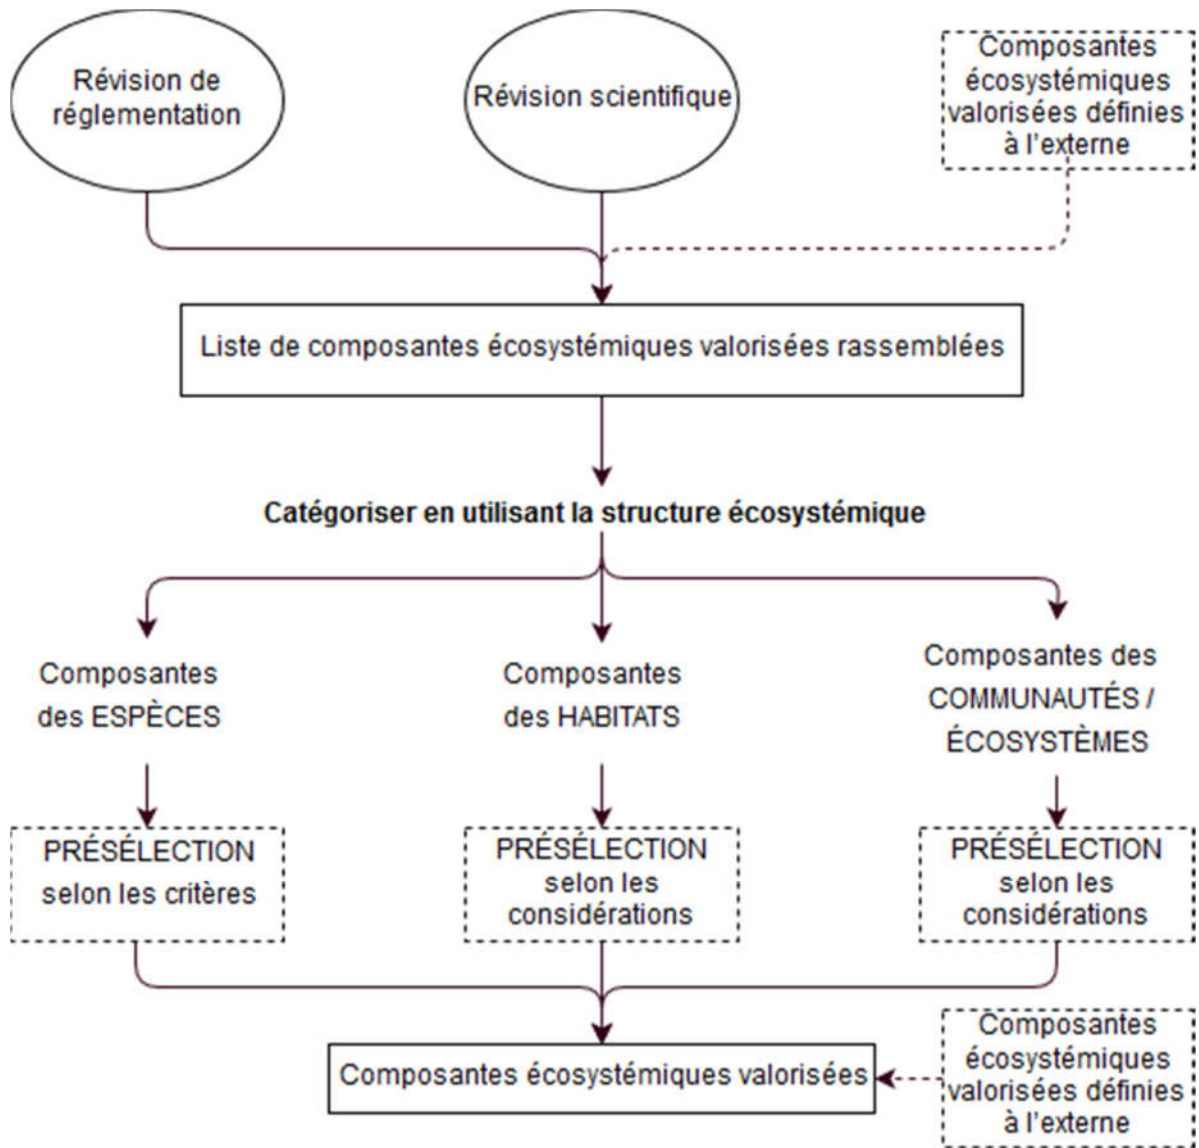 Révision de
réglementation
Révision scientifique
Composantes
écosystémiques
valorisées définies
à l'externe
Liste de composantes écosystémiques valorisées rassemblées
Catégoriser en utilisant la structure écosystémique
Composantes
des ESPÈCES
Composantes
des HABITATS
Composantes des
COMMUNAUTÉS /
ÉCOSYSTÈMES
PRÉSÉLECTION
selon les critères
PRÉSÉLECTION
selon les
considérations
PRÉSÉLECTION
selon les
considérations
Composantes écosystémiques valorisées
Composantes
écosystémiques
valorisées définies
à l'externe